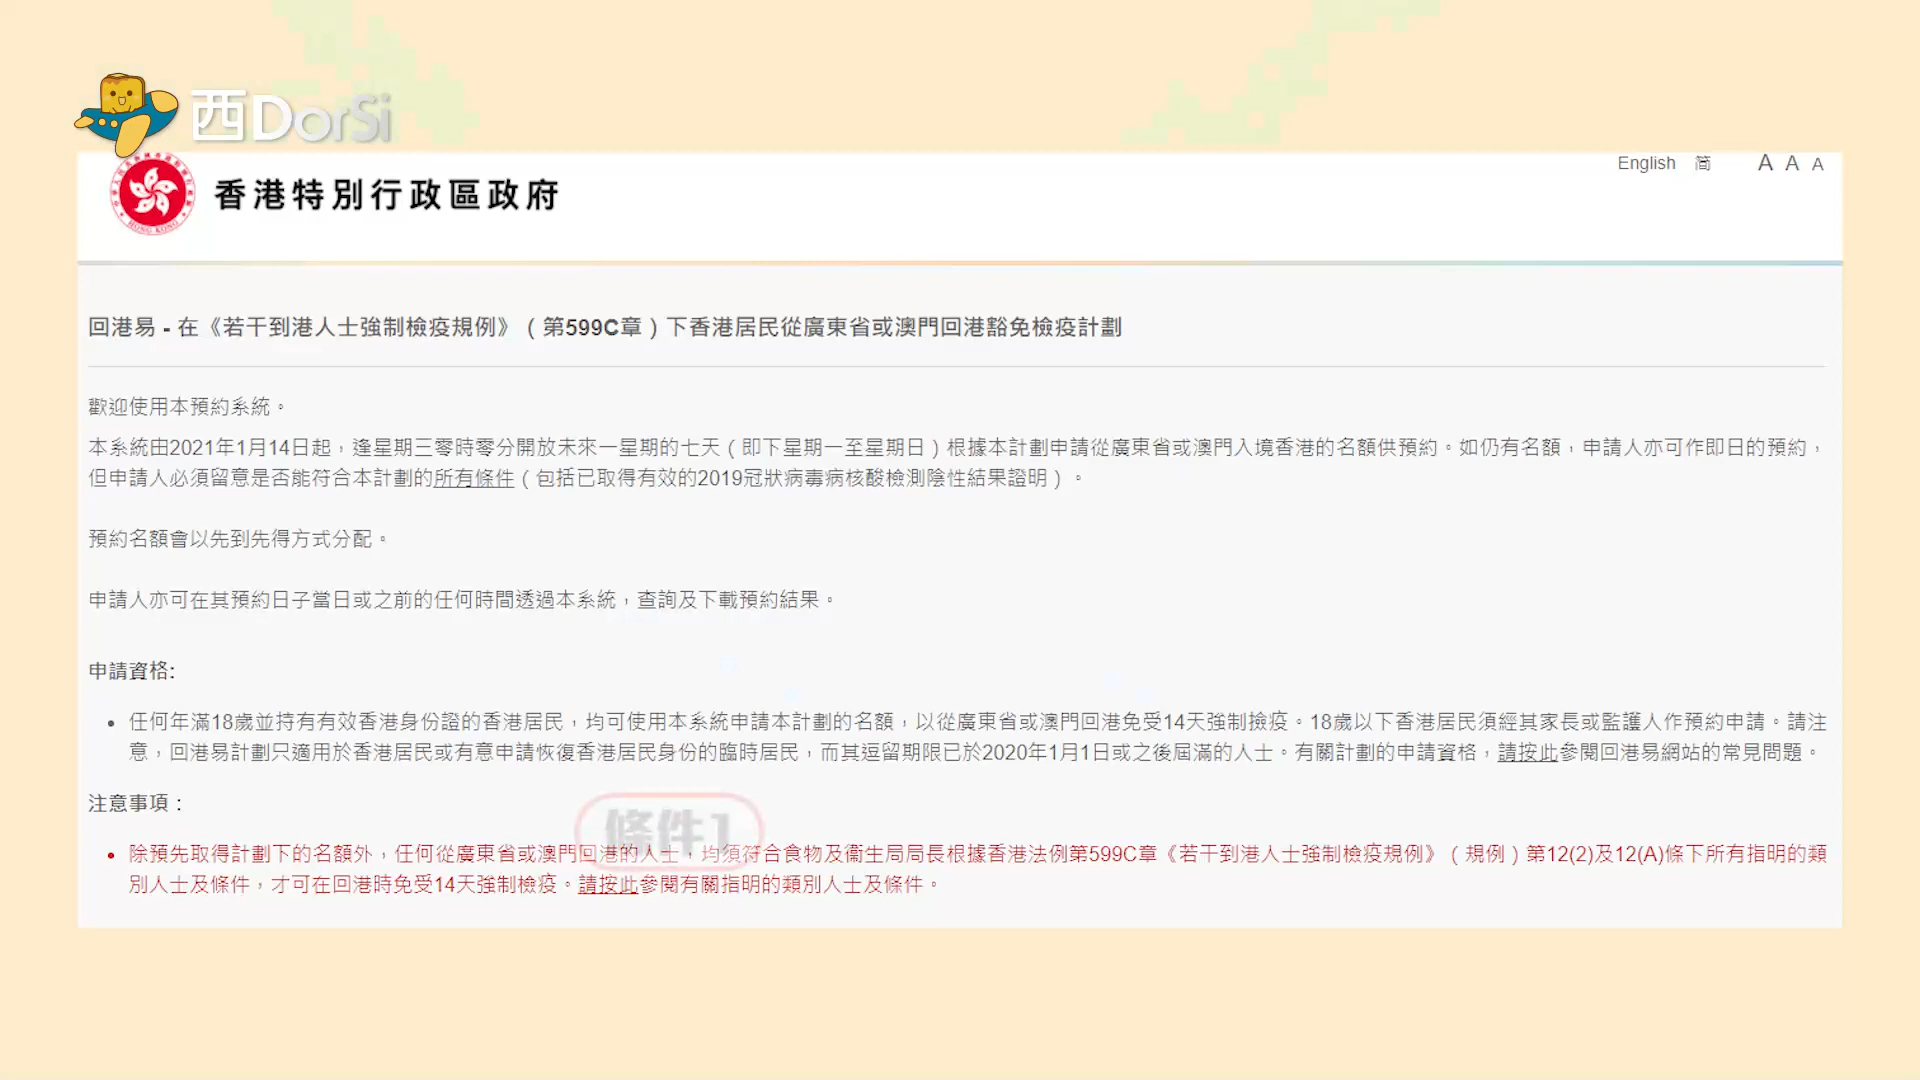 西DorSi
香港特別行政區政府
English 简 A A A
回港易 - 在《若干到港人士強制檢疫規例》（第599C章）下香港居民從廣東省或澳門回港豁免檢疫計劃
歡迎使用本預約系統。
本系統由2021年1月14日起，逢星期三零時零分開放未來一星期的七天（即下星期一至星期日）根據本計劃申請從廣東省或澳門入境香港的名額供預約。如仍有名額，申請人亦可作即日的預約，
但申請人必須留意是否能符合本計劃的所有條件（包括已取得有效的2019冠狀病毒病核酸檢測陰性結果證明）。
預約名額會以先到先得方式分配。
申請人亦可在其預約日子當日或之前的任何時間透過本系統，查詢及下載預約結果。
申請資格:
• 任何年滿18歲並持有有效香港身份證的香港居民，均可使用本系統申請本計劃的名額，以從廣東省或澳門回港免受14天強制撿疫。18歲以下香港居民須經其家長或監護人作預約申請。請注
意，回港易計劃只適用於香港居民或有意申請恢復香港居民身份的臨時居民，而其逗留期限已於2020年1月1日或之後屆滿的人士。有關計劃的申請資格，請按此參閱回港易網站的常見問題。
注意事項：
條件1
• 除預先取得計劃下的名額外，任何從廣東省或澳門回港的人士，均須符合食物及衞生局局長根據香港法例第599C章《若干到港人士強制檢疫規例》（規例）第12(2)及12(A)條下所有指明的類
別人士及條件，才可在回港時免受14天強制檢疫。請按此參閱有關指明的類別人士及條件。